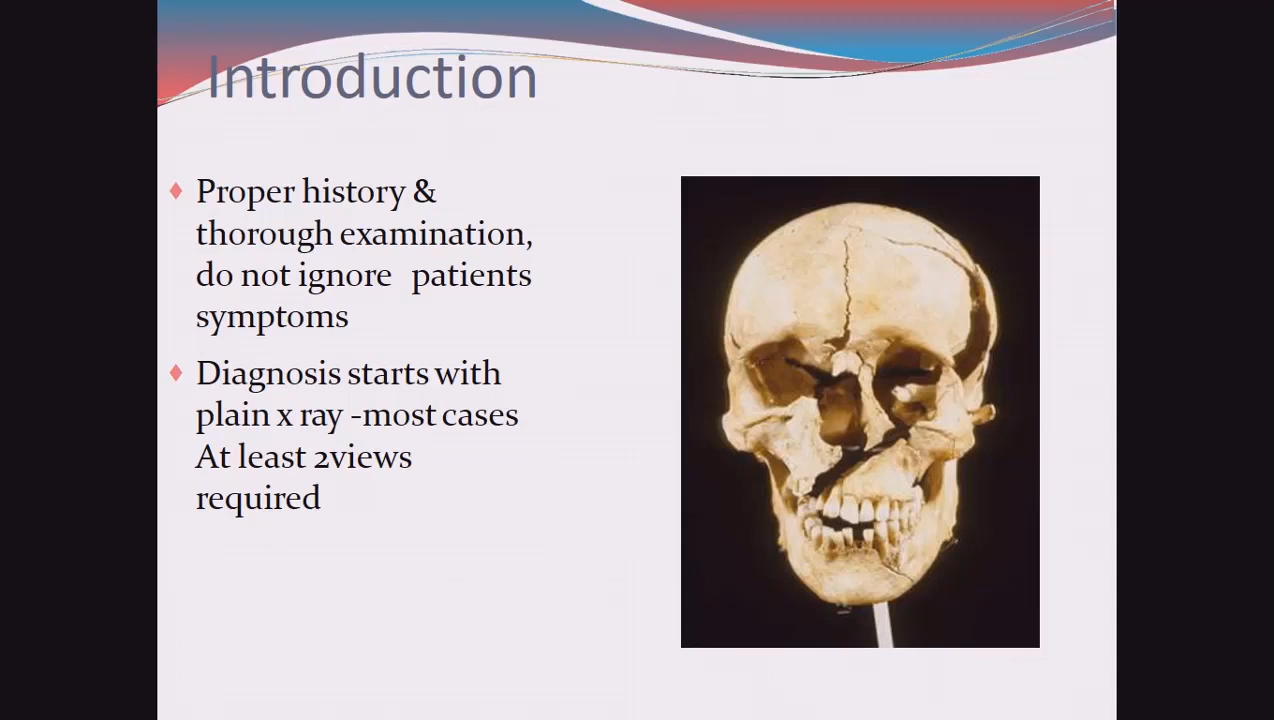 Introduction
Proper history &
thorough examination,
do not ignore patients
symptoms
Diagnosis starts with
plain x ray -most cases
At least 2views
required